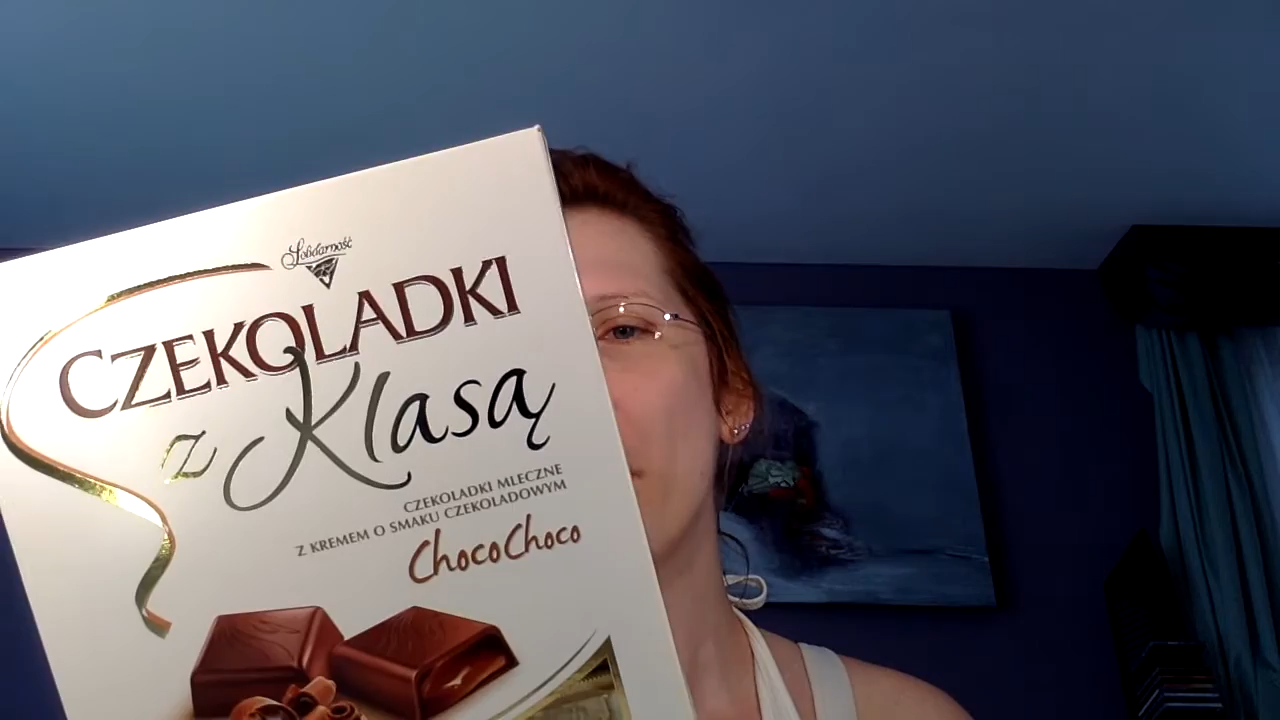 Solidarność
CZEKOLADKI
z Klasą
CZEKOLADKI MLECZNE
Z KREMEM O SMAKU CZEKOLADOWYM
ChocoChoco